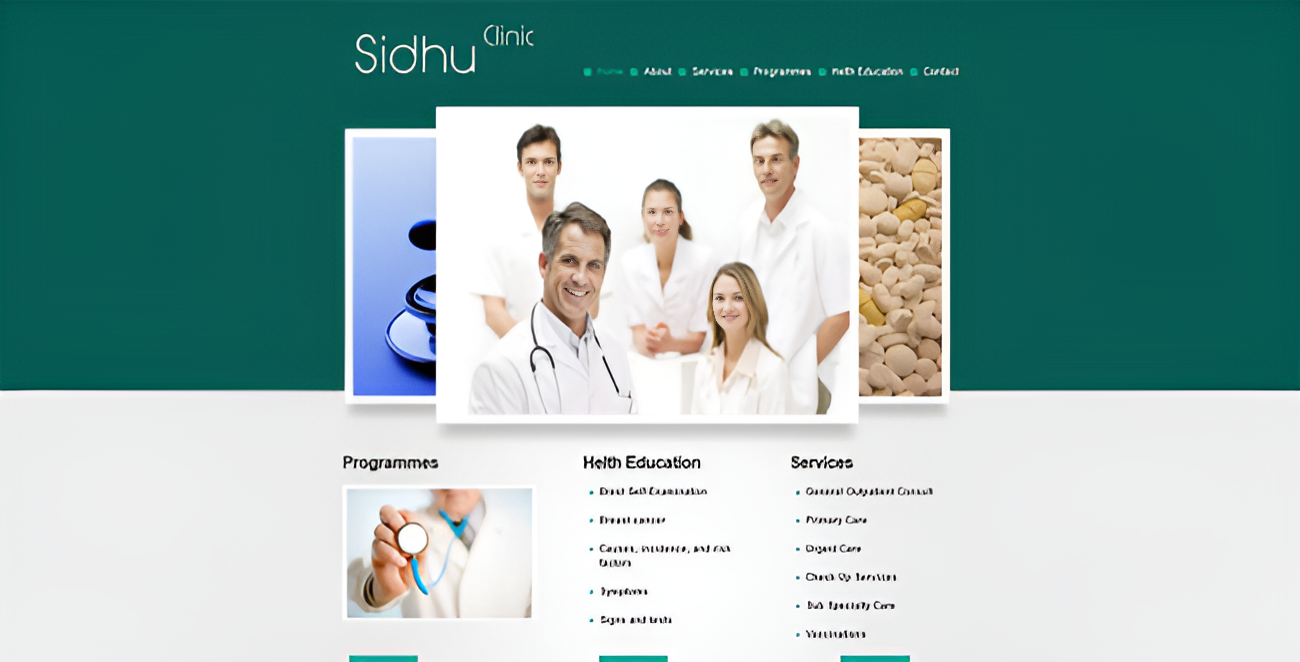 Sidhu Clinic
Home About Services Programmes Helth Education Contact
Programmes
Helth Education
Services
Breast Self Examination
Breast cancer
Causes, incidence, and risk
factors
Symptoms
Signs and tests
General Outpatient Consult
Primary Care
Urgent Care
Check Up Services
Sub Specialty Care
Vaccinations